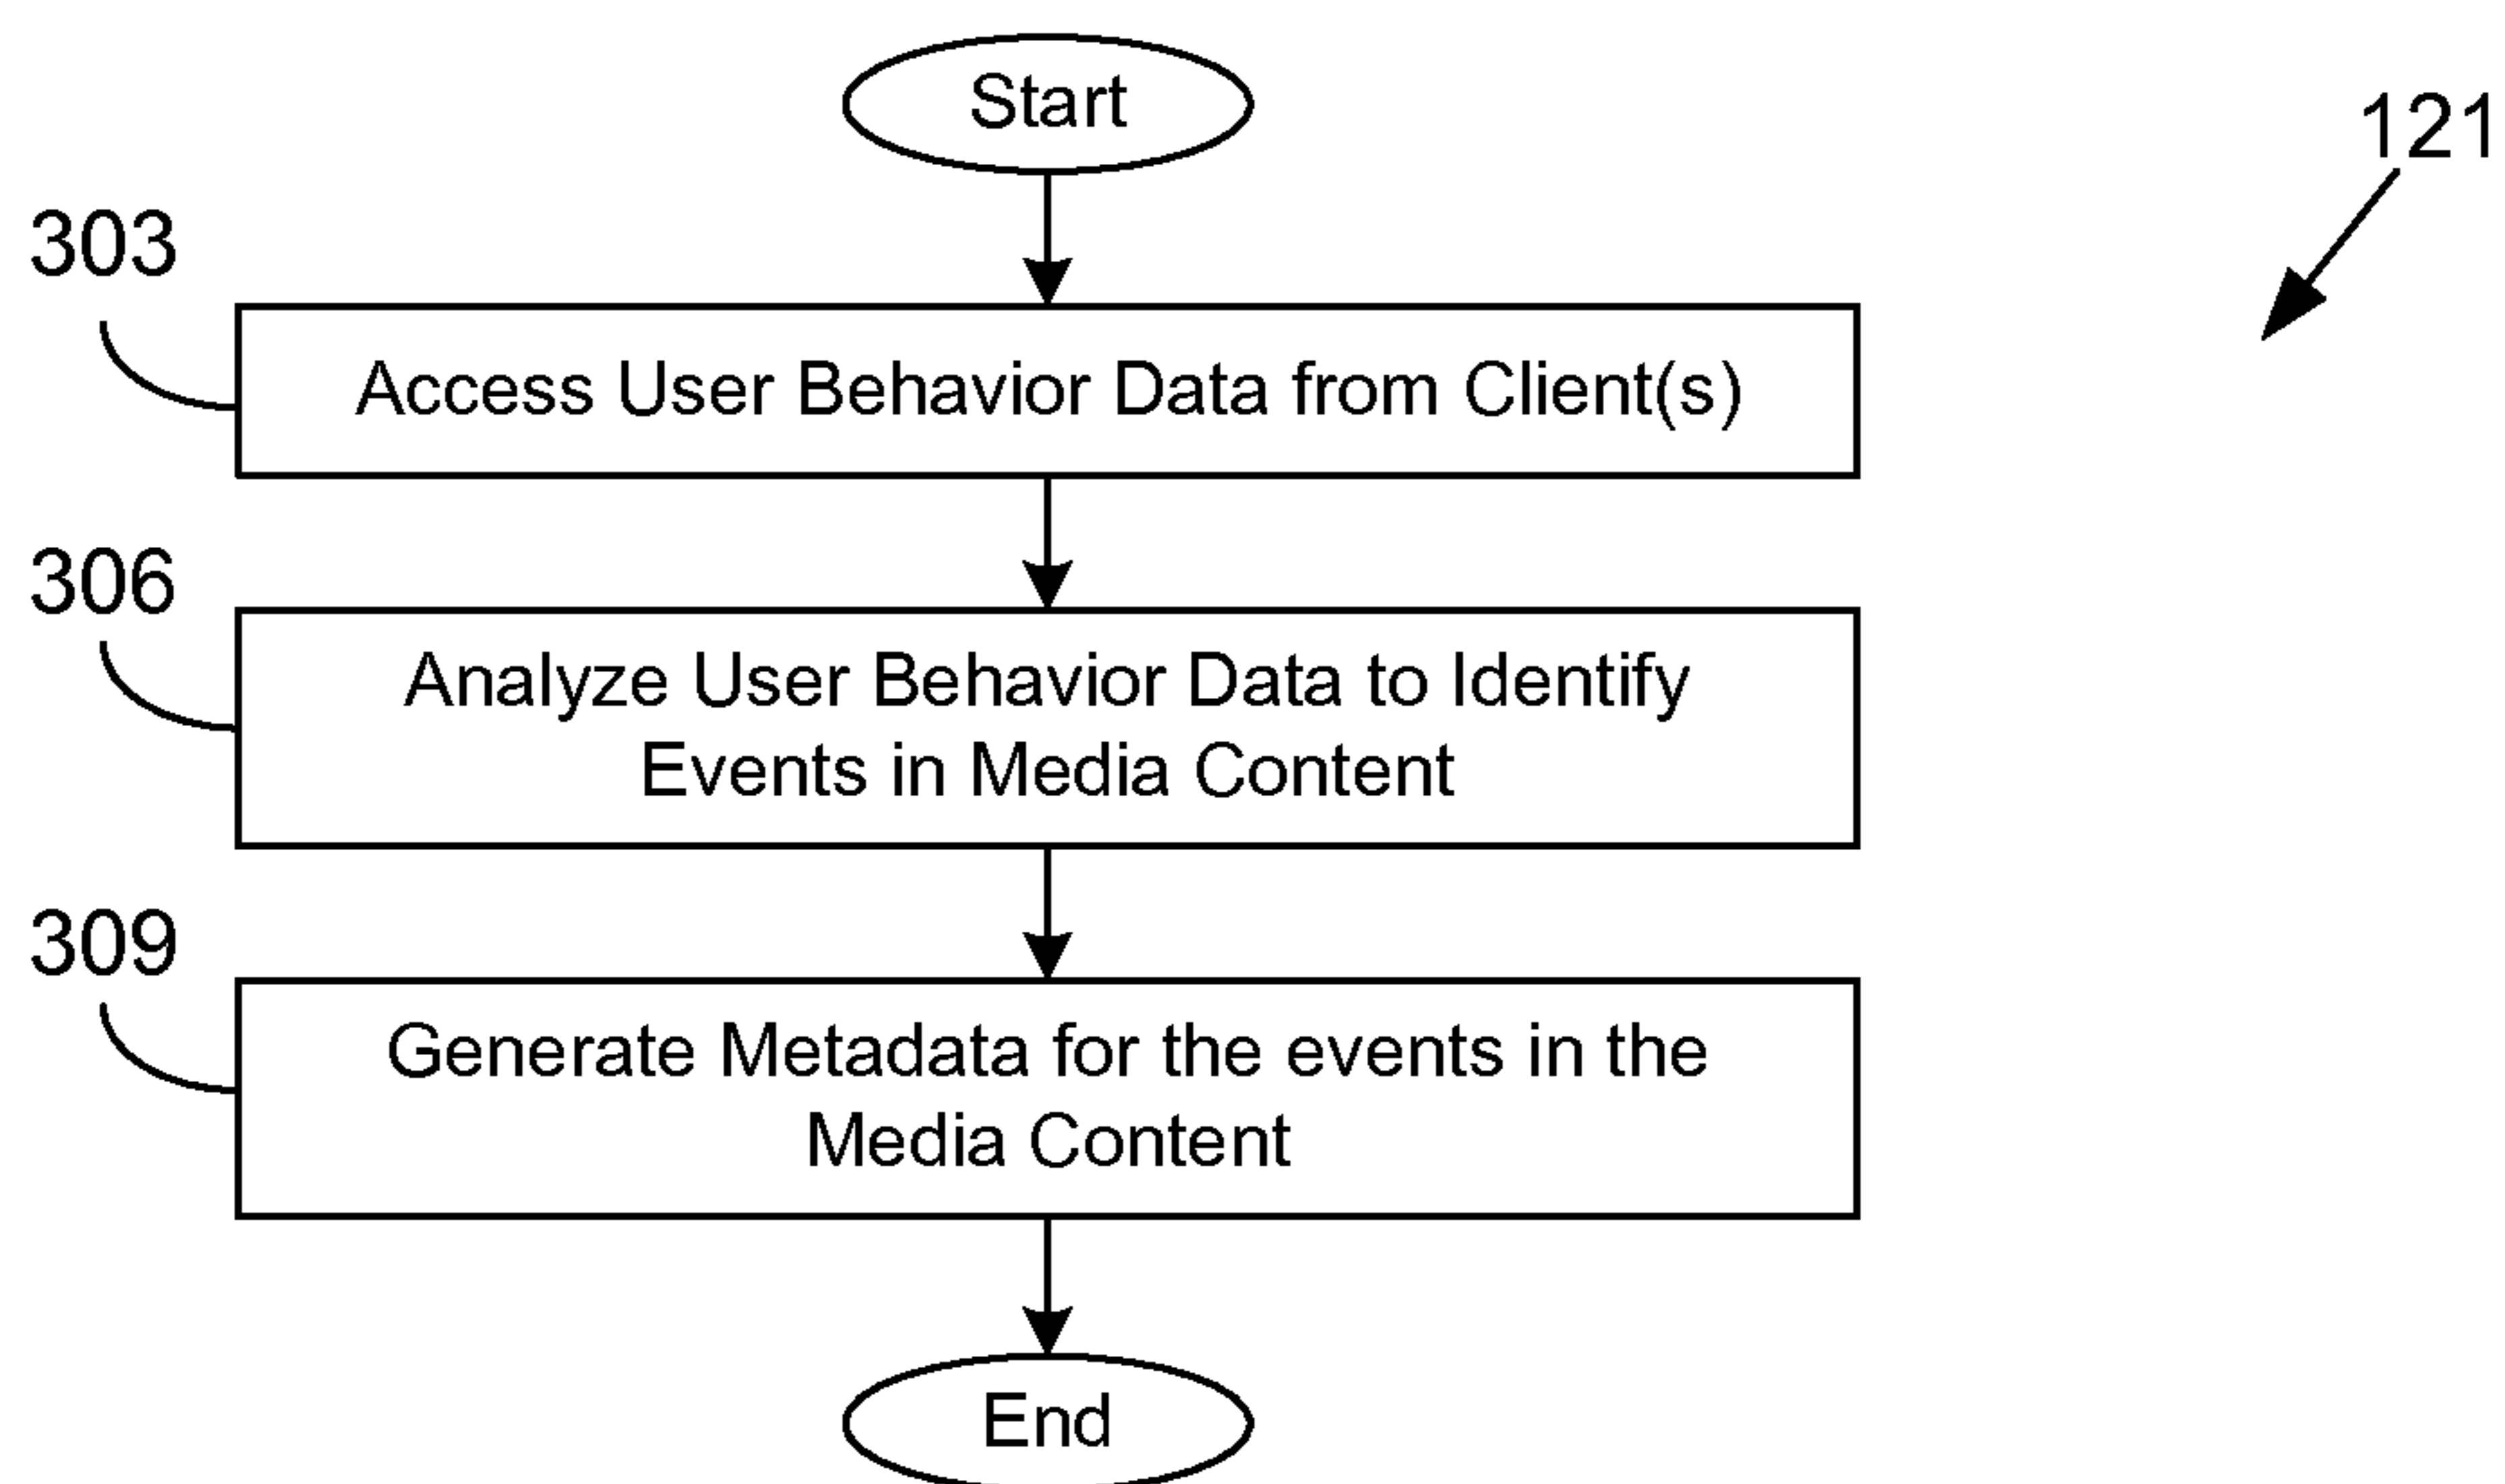 Start
121
303
Access User Behavior Data from Client(s)
306
Analyze User Behavior Data to Identify
Events in Media Content
309
Generate Metadata for the events in the
Media Content
End